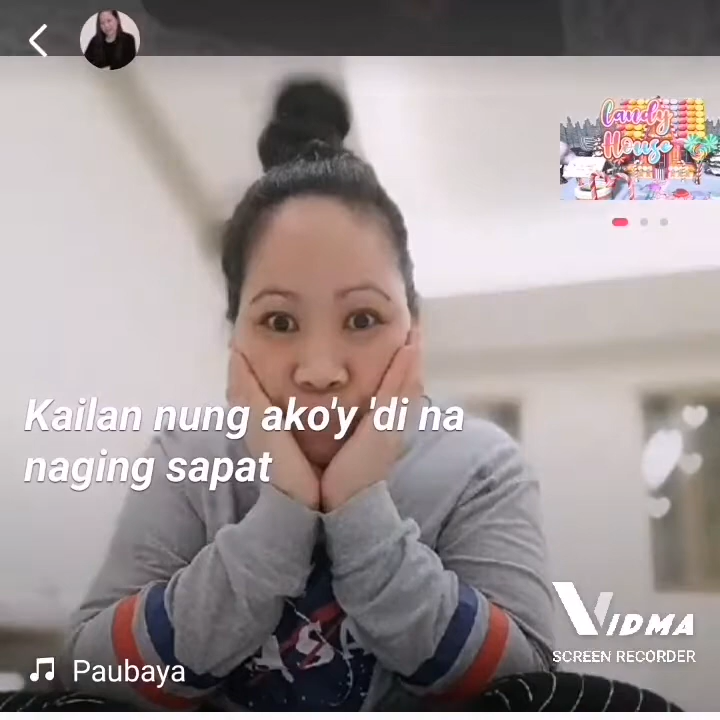 Candy
House
Kailan nung ako'y 'di na
naging sapat
NASA
VIDMA
SCREEN RECORDER
Paubaya